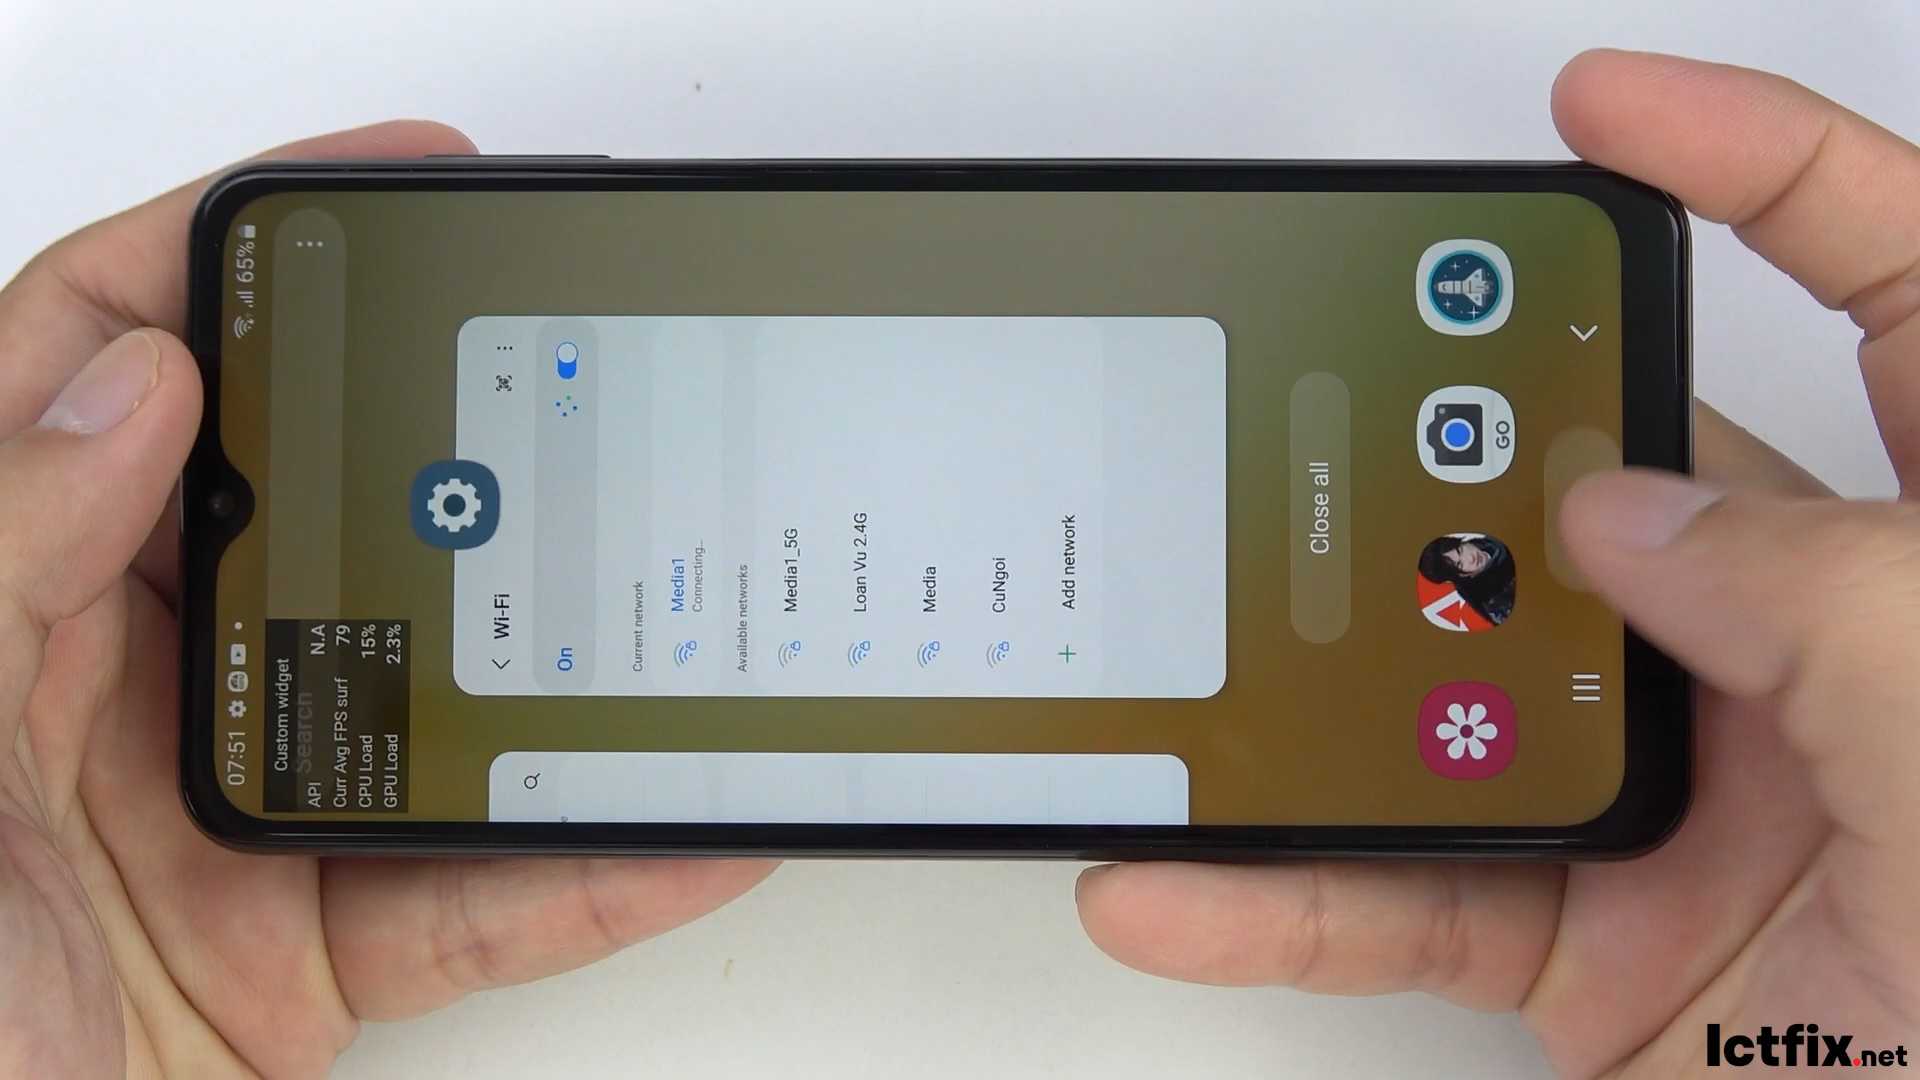 07:51
65%
Custom widget
Search
API N.A
Curr Avg FPS surf 79
CPU Load 15%
GPU Load 2.3%
Wi-Fi
On
Current network
Media1
Connecting...
Available networks
Media1_5G
Loan Vu 2.4G
Media
CuNgoi
Add network
e
Close all
GO
Ictfix.net